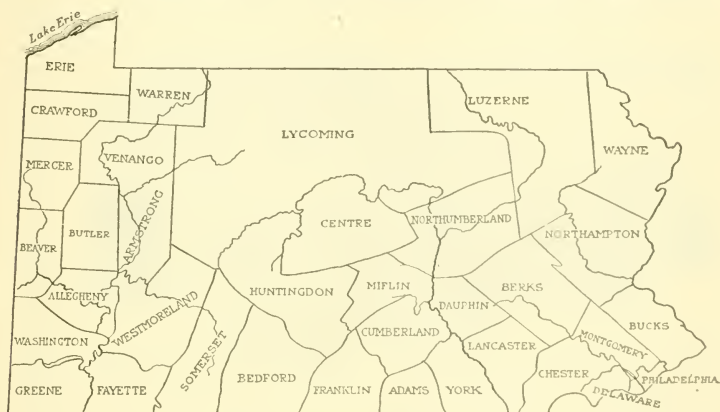 Lake Erie
ERIE
CRAWFORD
WARREN
LUZERNE
LYCOMING
WAYNE
MERCER
VENANGO
ARMSTRONG
CENTRE
NORTHUMBERLAND
NORTHAMPTON
BEAVER
BUTLER
ALLEGHENY
HUNTINGDON
MIFLIN
BERKS
DAUPHIN
WASHINGTON
WESTMORELAND
SOMERSET
CUMBERLAND
LANCASTER
MONTGOMERY
BUCKS
GREENE
FAYETTE
BEDFORD
FRANKLIN
ADAMS
YORK
CHESTER
PHILADELPHIA
DELAWARE